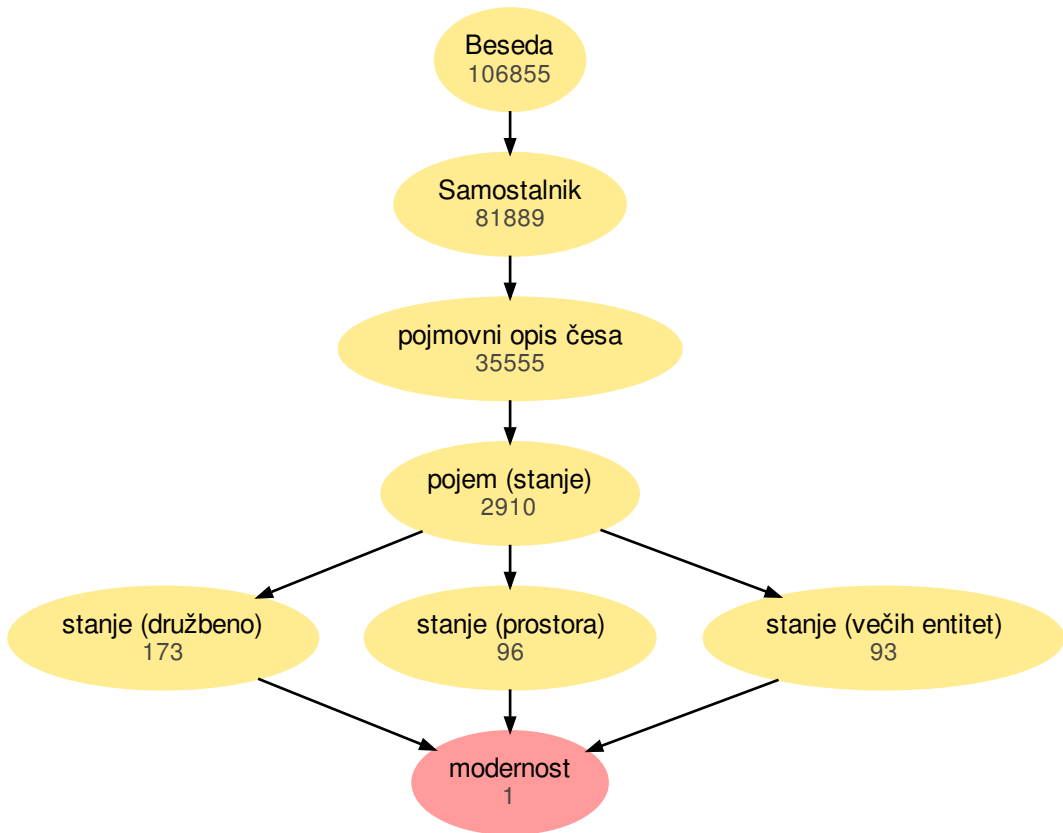 Beseda
106855
Samostalnik
81889
pojmovni opis česa
35555
pojem (stanje)
2910
stanje (družbeno)
173
stanje (prostora)
96
stanje (večih entitet)
93
modernost
1